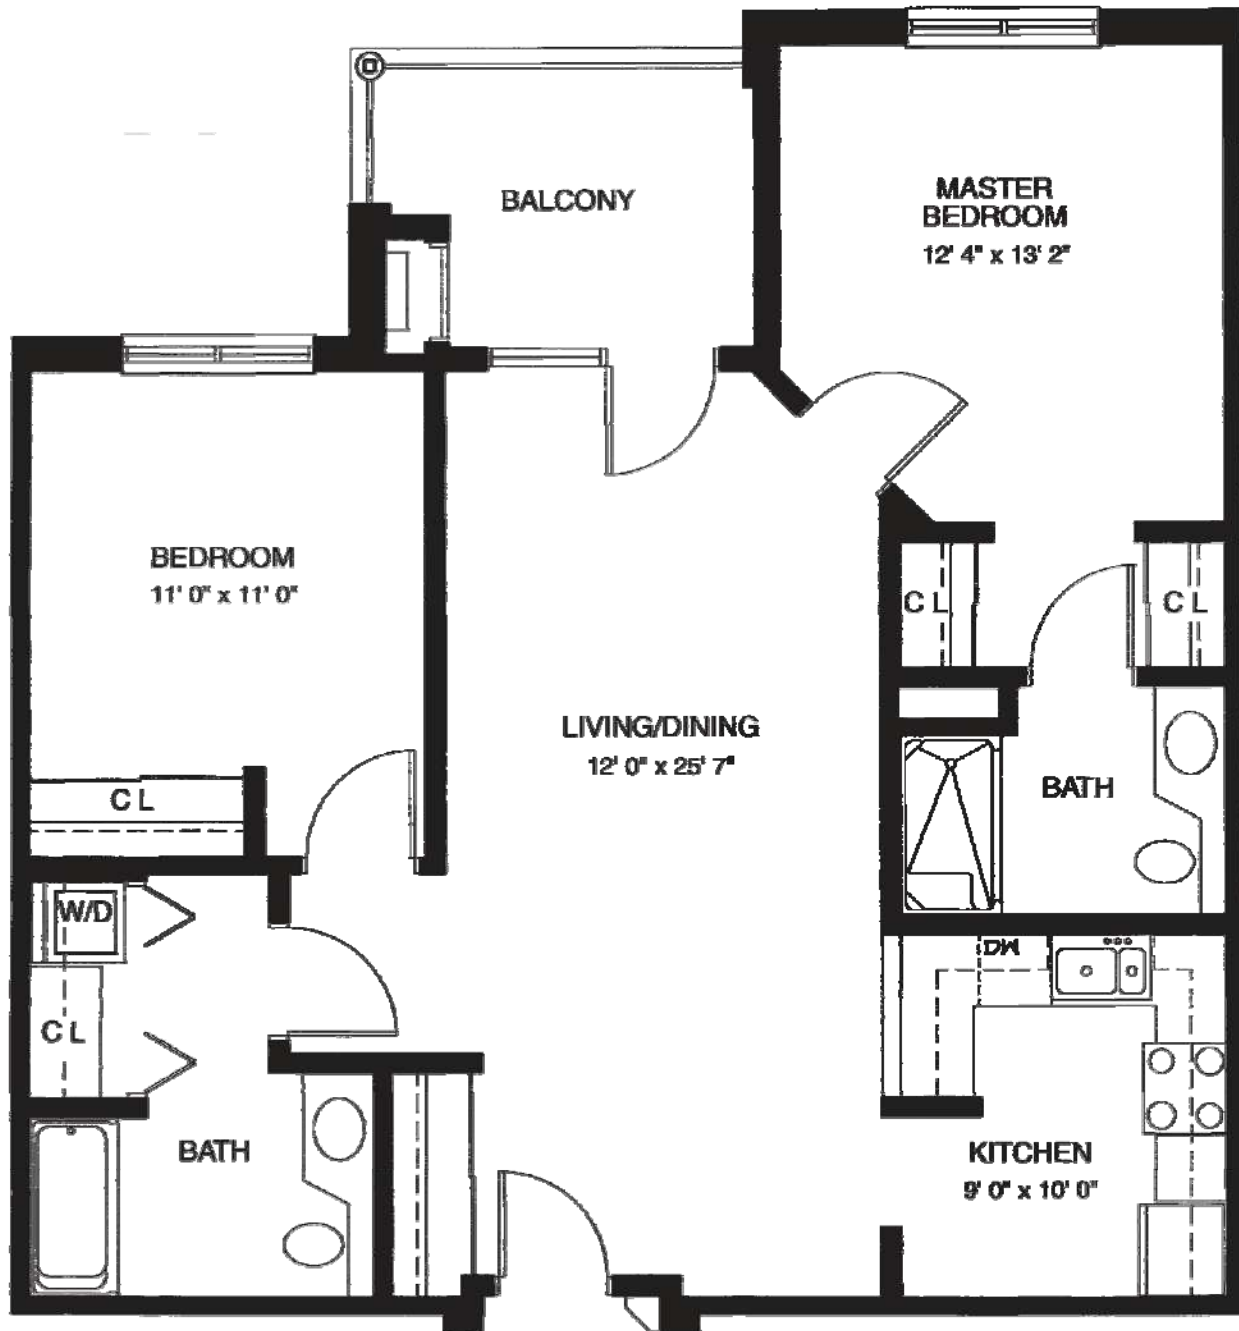 BALCONY
MASTER
BEDROOM
12' 4" x 13' 2"
BEDROOM
11' 0" x 11' 0"
C L
C L
LIVING/DINING
12' 0" x 25' 7"
BATH
C L
W/D
DW
C L
BATH
KITCHEN
9' 0" x 10' 0"